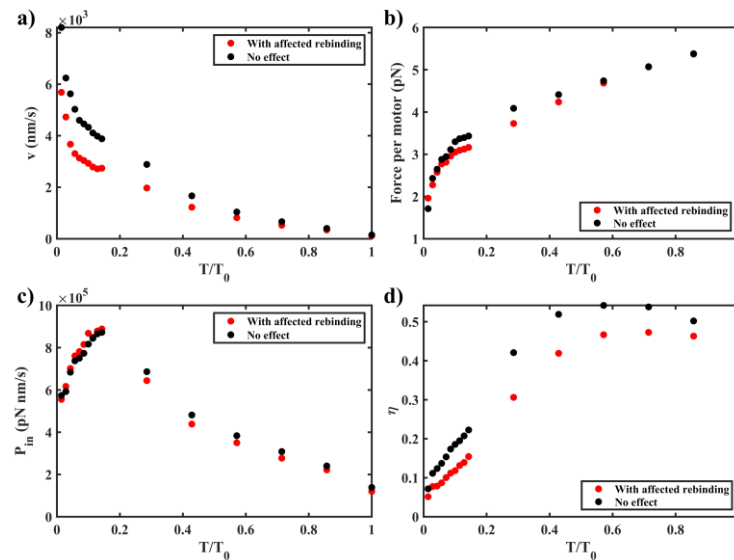 a)
×10³
8
6
4
2
0
0
0.2
0.4
0.6
0.8
1
v (nm/s)
T/T₀
With affected rebinding
No effect
b)
6
5
4
3
2
1
0
0.2
0.4
0.6
0.8
Force per motor (pN)
T/T₀
With affected rebinding
No effect
c)
×10⁵
10
8
6
4
2
0
0
0.2
0.4
0.6
0.8
1
P_in (pN nm/s)
T/T₀
With affected rebinding
No effect
d)
0.5
0.4
0.3
0.2
0.1
0
0
0.2
0.4
0.6
0.8
η
T/T₀
With affected rebinding
No effect